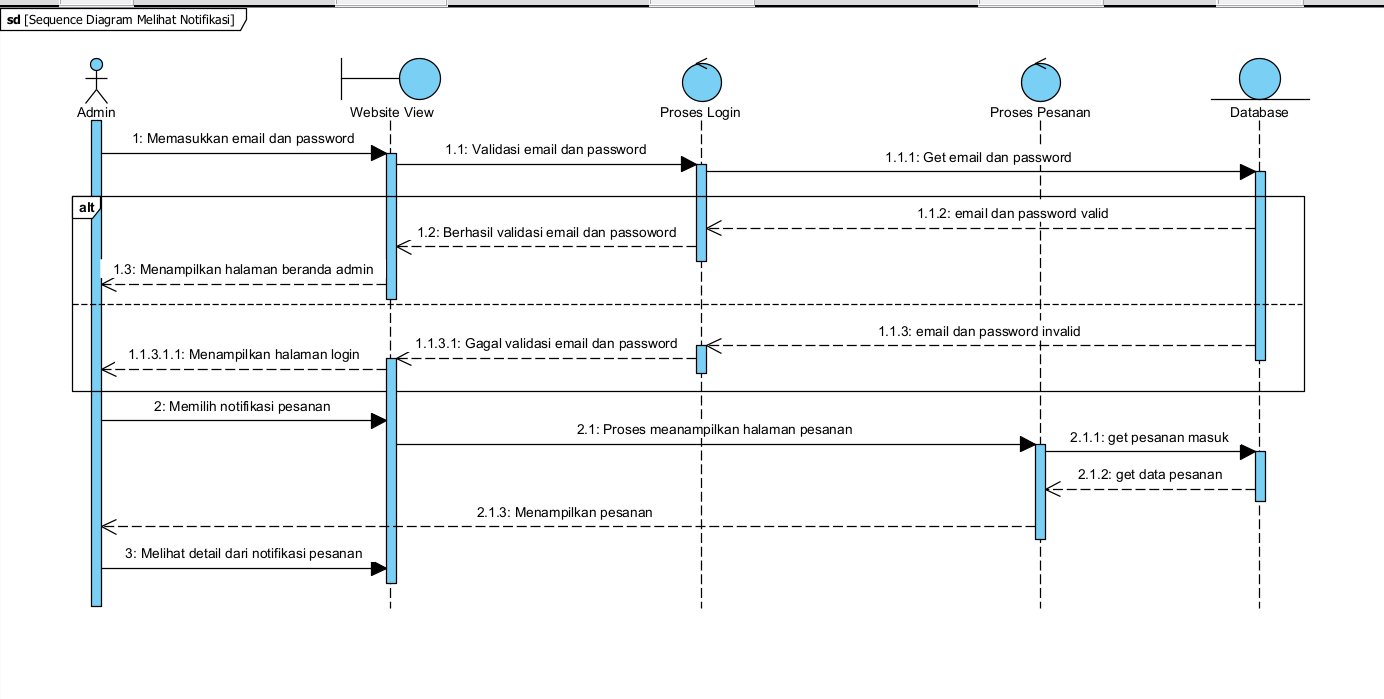 sd [Sequence Diagram Melihat Notifikasi]
Admin
Website View
Proses Login
Proses Pesanan
Database
1: Memasukkan email dan password
1.1: Validasi email dan password
1.1.1: Get email dan password
alt
1.1.2: email dan password valid
1.2: Berhasil validasi email dan passoword
1.3: Menampilkan halaman beranda admin
1.1.3: email dan password invalid
1.1.3.1: Gagal validasi email dan password
1.1.3.1.1: Menampilkan halaman login
2: Memilih notifikasi pesanan
2.1: Proses meanampilkan halaman pesanan
2.1.1: get pesanan masuk
2.1.2: get data pesanan
2.1.3: Menampilkan pesanan
3: Melihat detail dari notifikasi pesanan